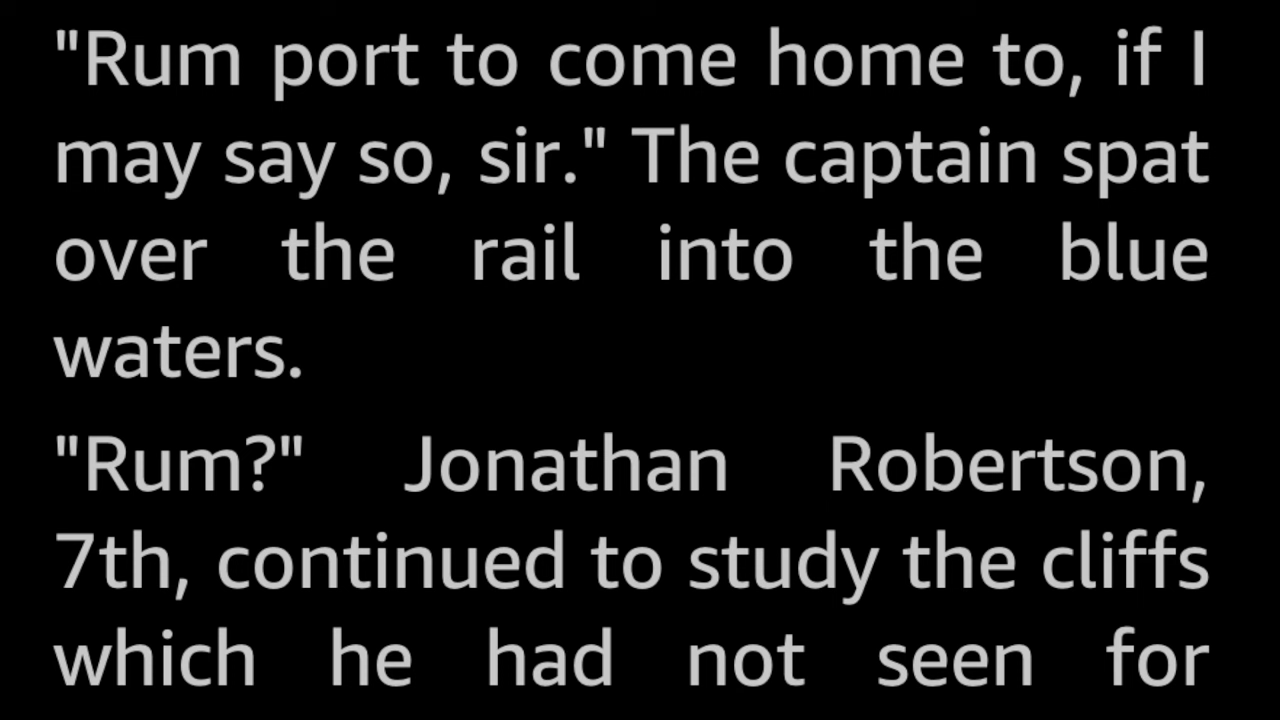 "Rum port to come home to, if I
may say so, sir." The captain spat
over the rail into the blue
waters.
"Rum?" Jonathan Robertson,
7th, continued to study the cliffs
which he had not seen for